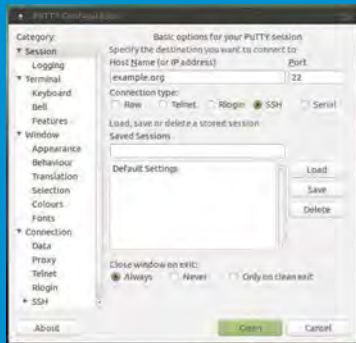 PuTTY Configuration
Category:
Session
Logging
Terminal
Keyboard
Bell
Features
Window
Appearance
Behaviour
Translation
Selection
Colours
Fonts
Connection
Data
Proxy
Telnet
Rlogin
SSH
Basic options for your PuTTY session
Specify the destination you want to connect to
Host Name (or IP address) Port
example.org 22
Connection type:
Raw Telnet Rlogin SSH Serial
Load, save or delete a stored session
Saved Sessions
Default Settings
Load
Save
Delete
Close window on exit:
Always Never Only on clean exit
About Open Cancel